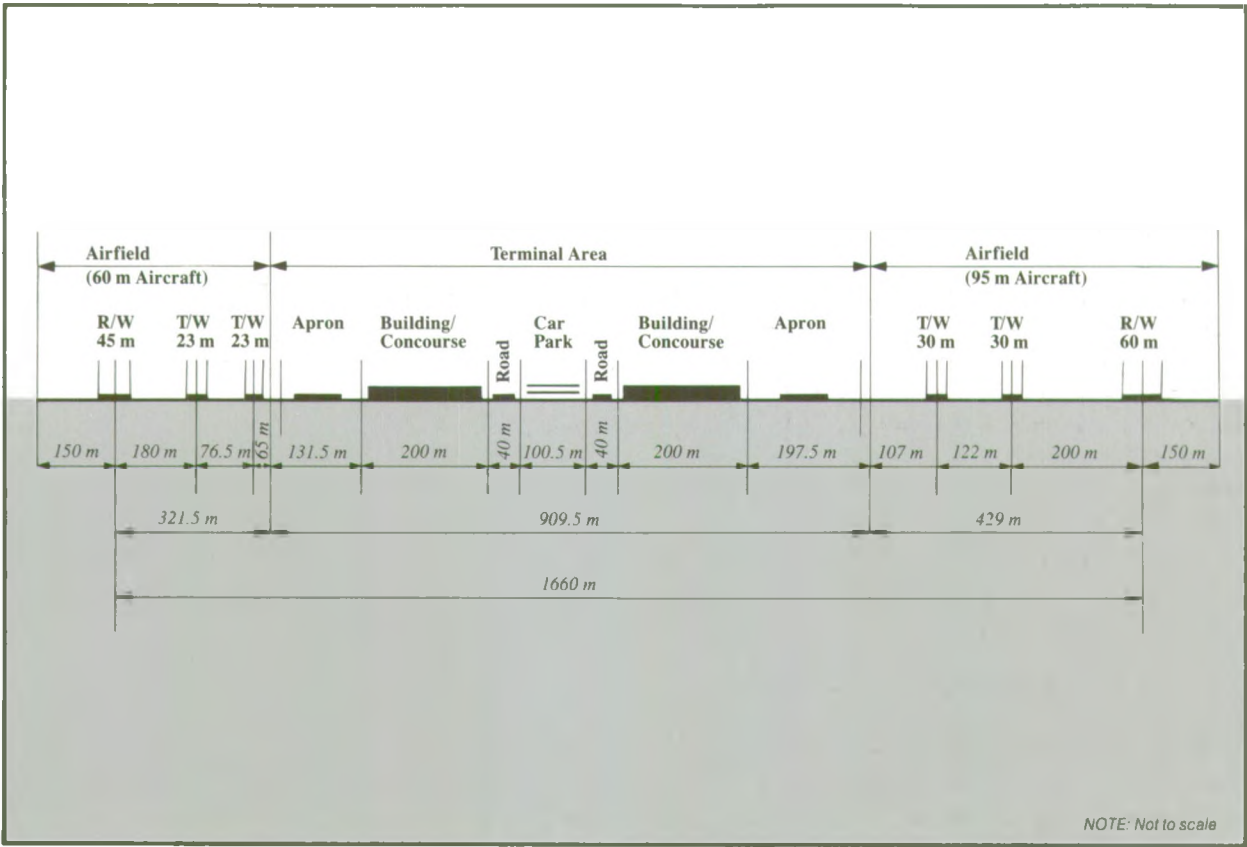 Airfield
(60 m Aircraft)
Terminal Area
Airfield
(95 m Aircraft)
R/W
45 m
T/W
23 m
T/W
23 m
Apron
Building/
Concourse
Road
Car
Park
Road
Building/
Concourse
Apron
T/W
30 m
T/W
30 m
R/W
60 m
150 m
180 m
76.5 m
65 m
131.5 m
200 m
40 m
100.5 m
40 m
200 m
197.5 m
107 m
122 m
200 m
150 m
321.5 m
909.5 m
429 m
1660 m
NOTE: Not to scale